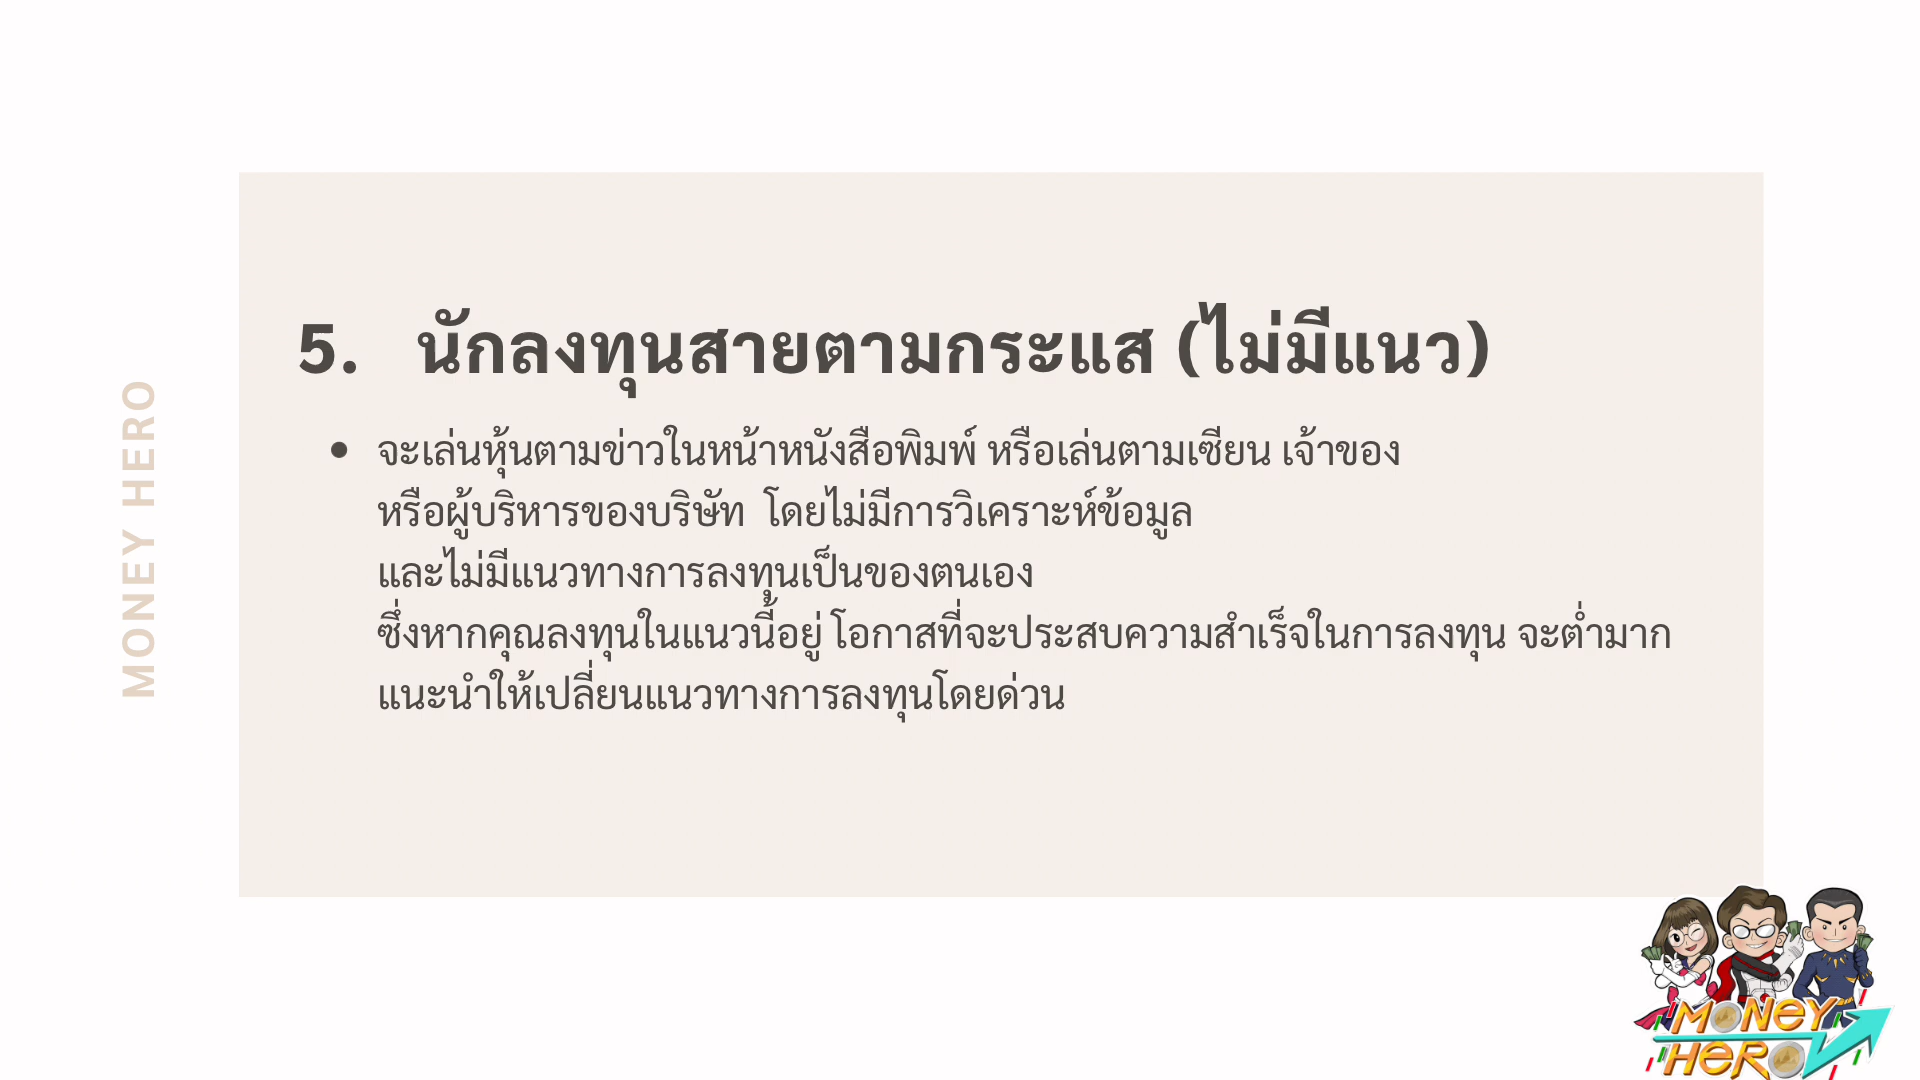 MONEY HERO
5. นักลงทุนสายตามกระแส (ไม่มีแนว)
• จะเล่นหุ้นตามข่าวในหน้าหนังสือพิมพ์ หรือเล่นตามเซียน เจ้าของ
หรือผู้บริหารของบริษัท โดยไม่มีการวิเคราะห์ข้อมูล
และไม่มีแนวทางการลงทุนเป็นของตนเอง
ซึ่งหากคุณลงทุนในแนวนี้อยู่ โอกาสที่จะประสบความสำเร็จในการลงทุน จะต่ำมาก
แนะนำให้เปลี่ยนแนวทางการลงทุนโดยด่วน
MONEY
HERO